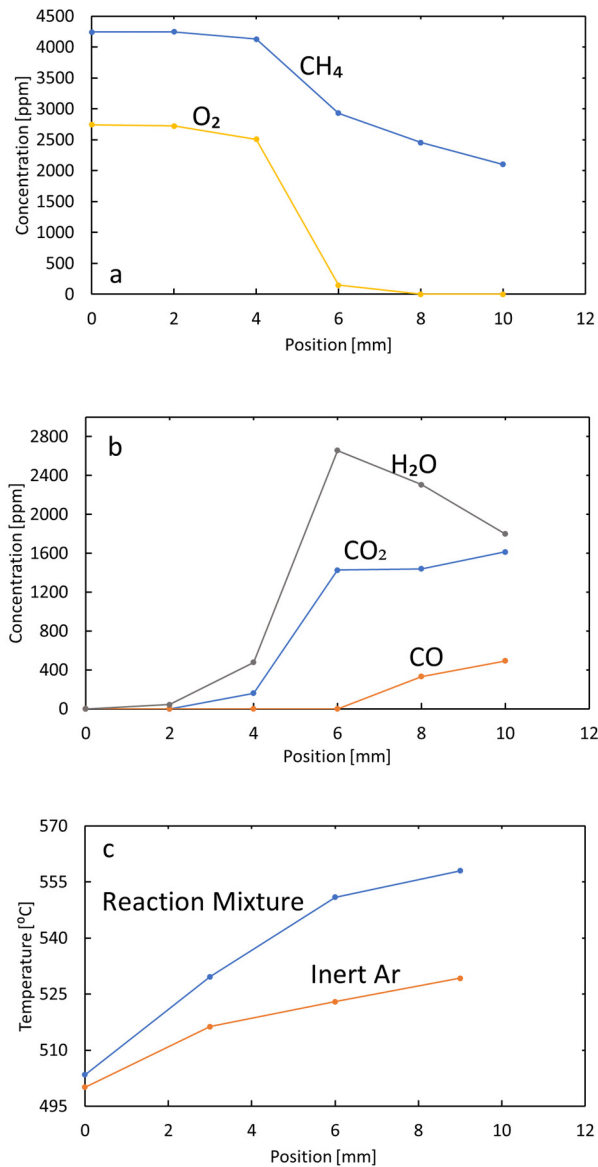 4500
4000
3500
3000
2500
2000
1500
1000
500
0
Concentration [ppm]
CH₄
O₂
a
0 2 4 6 8 10 12
Position [mm]
2800
2400
2000
1600
1200
800
400
0
Concentration [ppm]
b
H₂O
CO₂
CO
0 2 4 6 8 10 12
Position [mm]
570
555
540
525
510
495
Temperature [⁰C]
c
Reaction Mixture
Inert Ar
0 2 4 6 8 10 12
Position [mm]